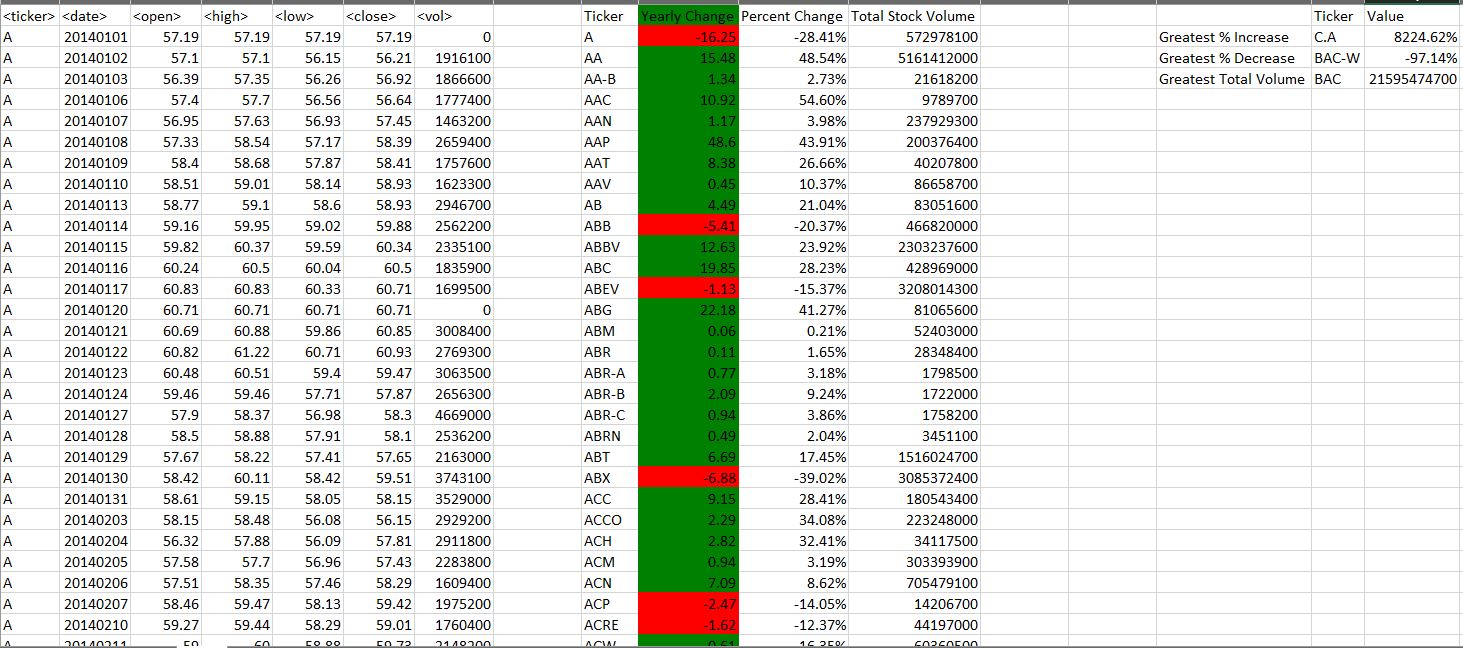 <ticker> <date> <open> <high> <low> <close> <vol> Ticker Yearly Change Percent Change Total Stock Volume Ticker Value
A 20140101 57.19 57.19 57.19 57.19 0 A -16.25 -28.41% 572978100 Greatest % Increase C.A 8224.62%
A 20140102 57.1 57.1 56.15 56.21 1916100 AA 15.48 48.54% 5161412000 Greatest % Decrease BAC-W -97.14%
A 20140103 56.39 57.35 56.26 56.92 1866600 AA-B 1.34 2.73% 21618200 Greatest Total Volume BAC 21595474700
A 20140106 57.4 57.7 56.56 56.64 1777400 AAC 10.92 54.60% 9789700
A 20140107 56.95 57.63 56.93 57.45 1463200 AAN 1.17 3.98% 237929300
A 20140108 57.33 58.54 57.17 58.39 2659400 AAP 48.6 43.91% 200376400
A 20140109 58.4 58.68 57.87 58.41 1757600 AAT 8.38 26.66% 40207800
A 20140110 58.51 59.01 58.14 58.93 1623300 AAV 0.45 10.37% 86658700
A 20140113 58.77 59.1 58.6 58.93 2946700 AB 4.49 21.04% 83051600
A 20140114 59.16 59.95 59.02 59.88 2562200 ABB -5.41 -20.37% 466820000
A 20140115 59.82 60.37 59.59 60.34 2335100 ABBV 12.63 23.92% 2303237600
A 20140116 60.24 60.5 60.04 60.5 1835900 ABC 19.85 28.23% 428969000
A 20140117 60.83 60.83 60.33 60.71 1699500 ABEV -1.13 -15.37% 3208014300
A 20140120 60.71 60.71 60.71 60.71 0 ABG 22.18 41.27% 81065600
A 20140121 60.69 60.88 59.86 60.85 3008400 ABM 0.06 0.21% 52403000
A 20140122 60.82 61.22 60.71 60.93 2769300 ABR 0.11 1.65% 28348400
A 20140123 60.48 60.51 59.4 59.47 3063500 ABR-A 0.77 3.18% 1798500
A 20140124 59.46 59.46 57.71 57.87 2656300 ABR-B 2.09 9.24% 1722000
A 20140127 57.9 58.37 56.98 58.3 4669000 ABR-C 0.94 3.86% 1758200
A 20140128 58.5 58.88 57.91 58.1 2536200 ABRN 0.49 2.04% 3451100
A 20140129 57.67 58.22 57.41 57.65 2163000 ABT 6.69 17.45% 1516024700
A 20140130 58.42 60.11 58.42 59.51 3743100 ABX -6.88 -39.02% 3085372400
A 20140131 58.61 59.15 58.05 58.15 3529000 ACC 9.15 28.41% 180543400
A 20140203 58.15 58.48 56.08 56.15 2929200 ACCO 2.29 34.08% 223248000
A 20140204 56.32 57.88 56.09 57.81 2911800 ACH 2.82 32.41% 34117500
A 20140205 57.58 57.7 56.96 57.43 2283800 ACM 0.94 3.19% 303393900
A 20140206 57.51 58.35 57.46 58.29 1609400 ACN 7.09 8.62% 705479100
A 20140207 58.46 59.47 58.13 59.42 1975200 ACP -2.47 -14.05% 14206700
A 20140210 59.27 59.44 58.29 59.01 1760400 ACRE -1.62 -12.37% 44197000
A 20140211 59 60